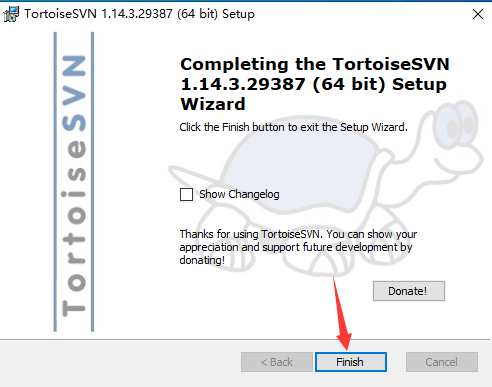 TortoiseSVN 1.14.3.29387 (64 bit) Setup
TortoiseSVN
Completing the TortoiseSVN
1.14.3.29387 (64 bit) Setup
Wizard
Click the Finish button to exit the Setup Wizard.
Show Changelog
Thanks for using TortoiseSVN. You can show your
appreciation and support future development by
donating!
Donate!
< Back
Finish
Cancel